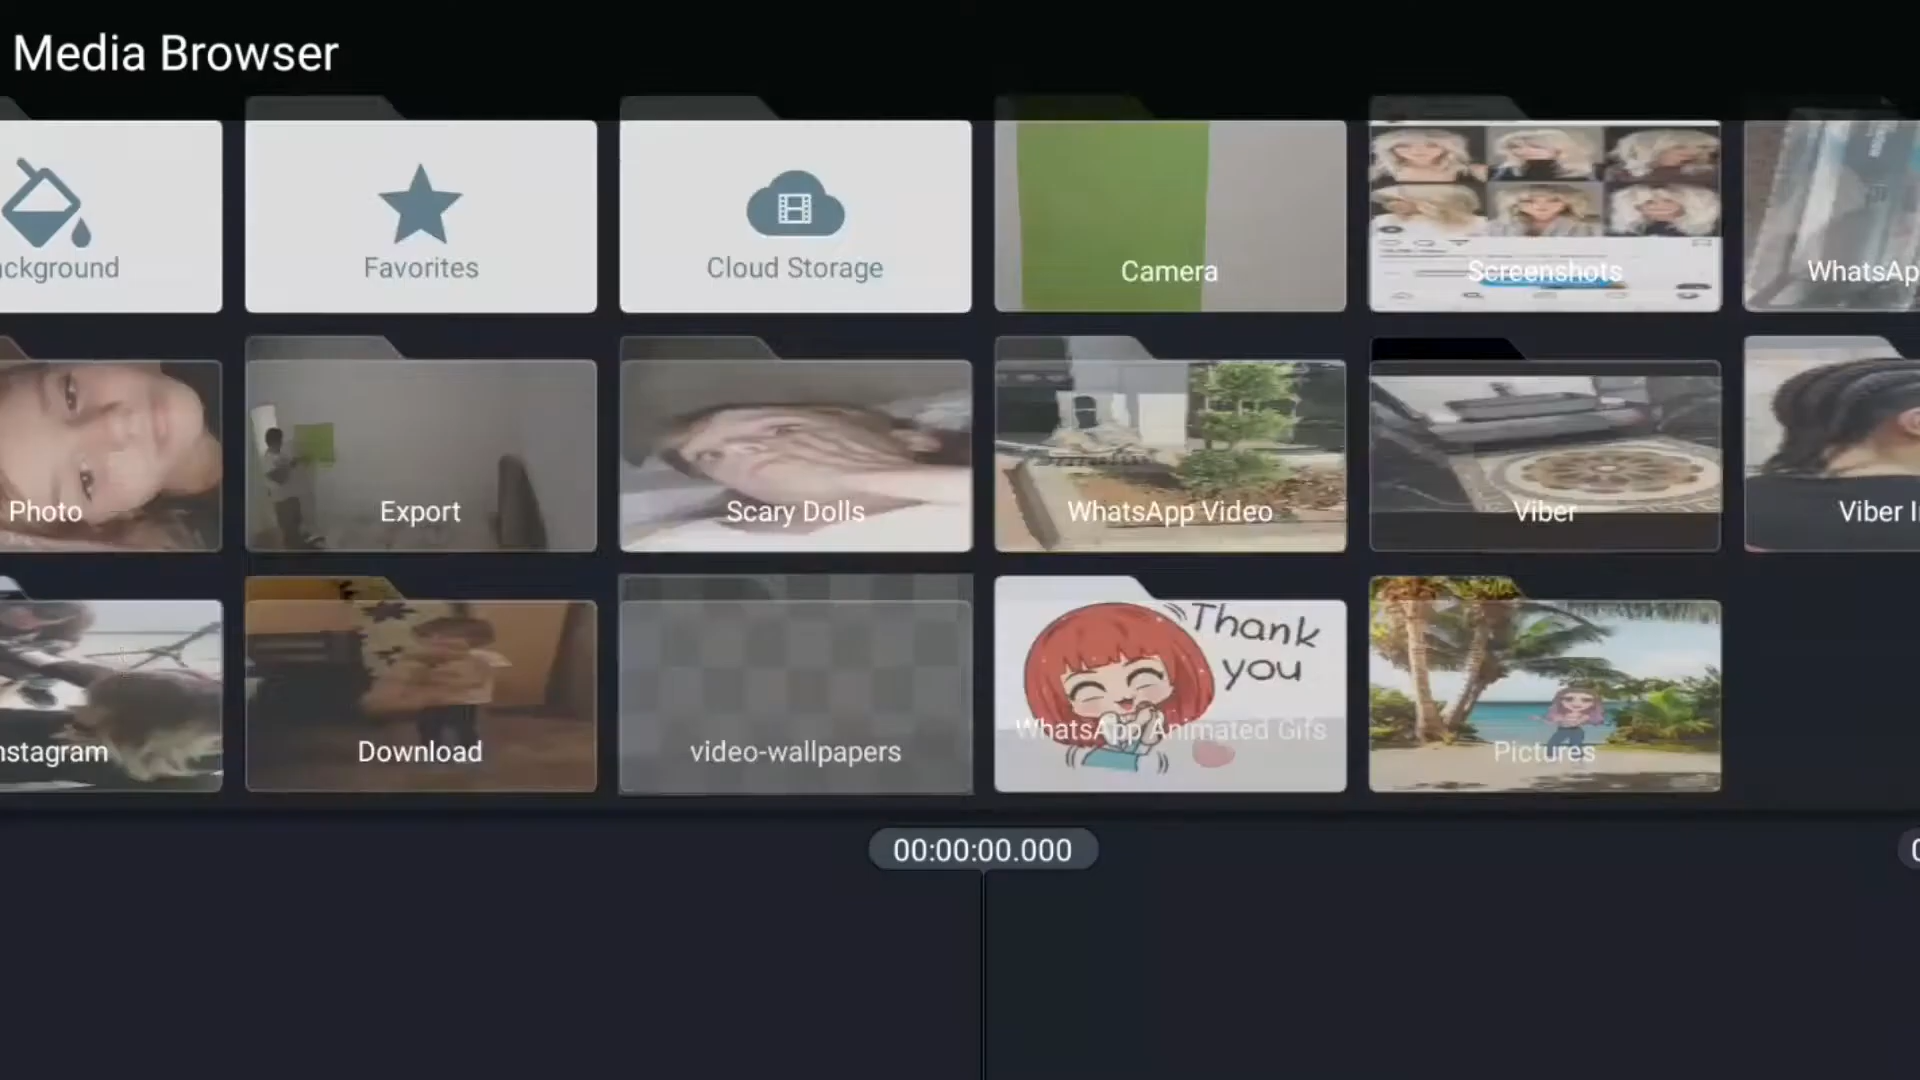 Media Browser
ackground
Favorites
Cloud Storage
Camera
Screenshots
WhatsAp
Photo
Export
Scary Dolls
WhatsApp Video
Viber
Viber I
nstagram
Download
video-wallpapers
Thank
you
WhatsApp Animated Gifs
Pictures
00:00:00.000